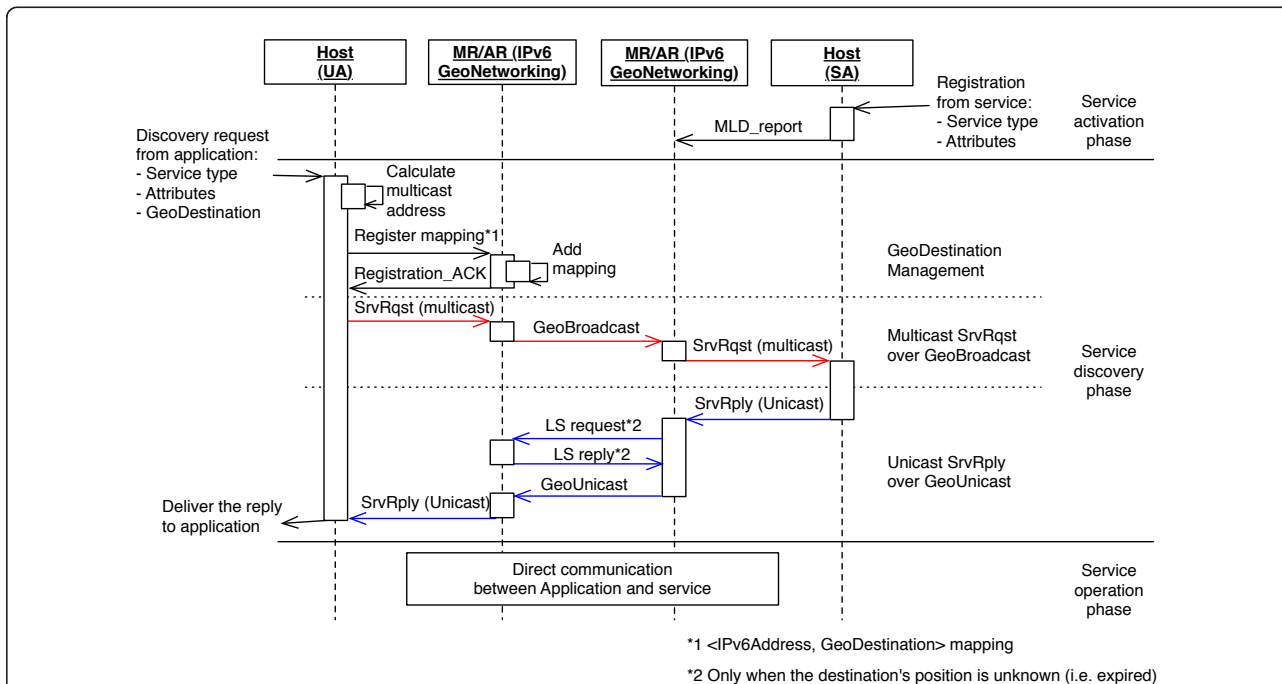 Host
(UA)
MR/AR (IPv6
GeoNetworking)
MR/AR (IPv6
GeoNetworking)
Host
(SA)
Registration
from service:
- Service type
- Attributes
Service
activation
phase
MLD_report
Discovery request
from application:
- Service type
- Attributes
- GeoDestination
Calculate
multicast
address
Register mapping*1
Add
mapping
Registration_ACK
GeoDestination
Management
SrvRqst (multicast)
GeoBroadcast
SrvRqst (multicast)
Multicast SrvRqst
over GeoBroadcast
Service
discovery
phase
SrvRply (Unicast)
LS request*2
LS reply*2
GeoUnicast
SrvRply (Unicast)
Unicast SrvRply
over GeoUnicast
Deliver the reply
to application
Direct communication
between Application and service
Service
operation
phase
*1 <IPv6Address, GeoDestination> mapping
*2 Only when the destination's position is unknown (i.e. expired)